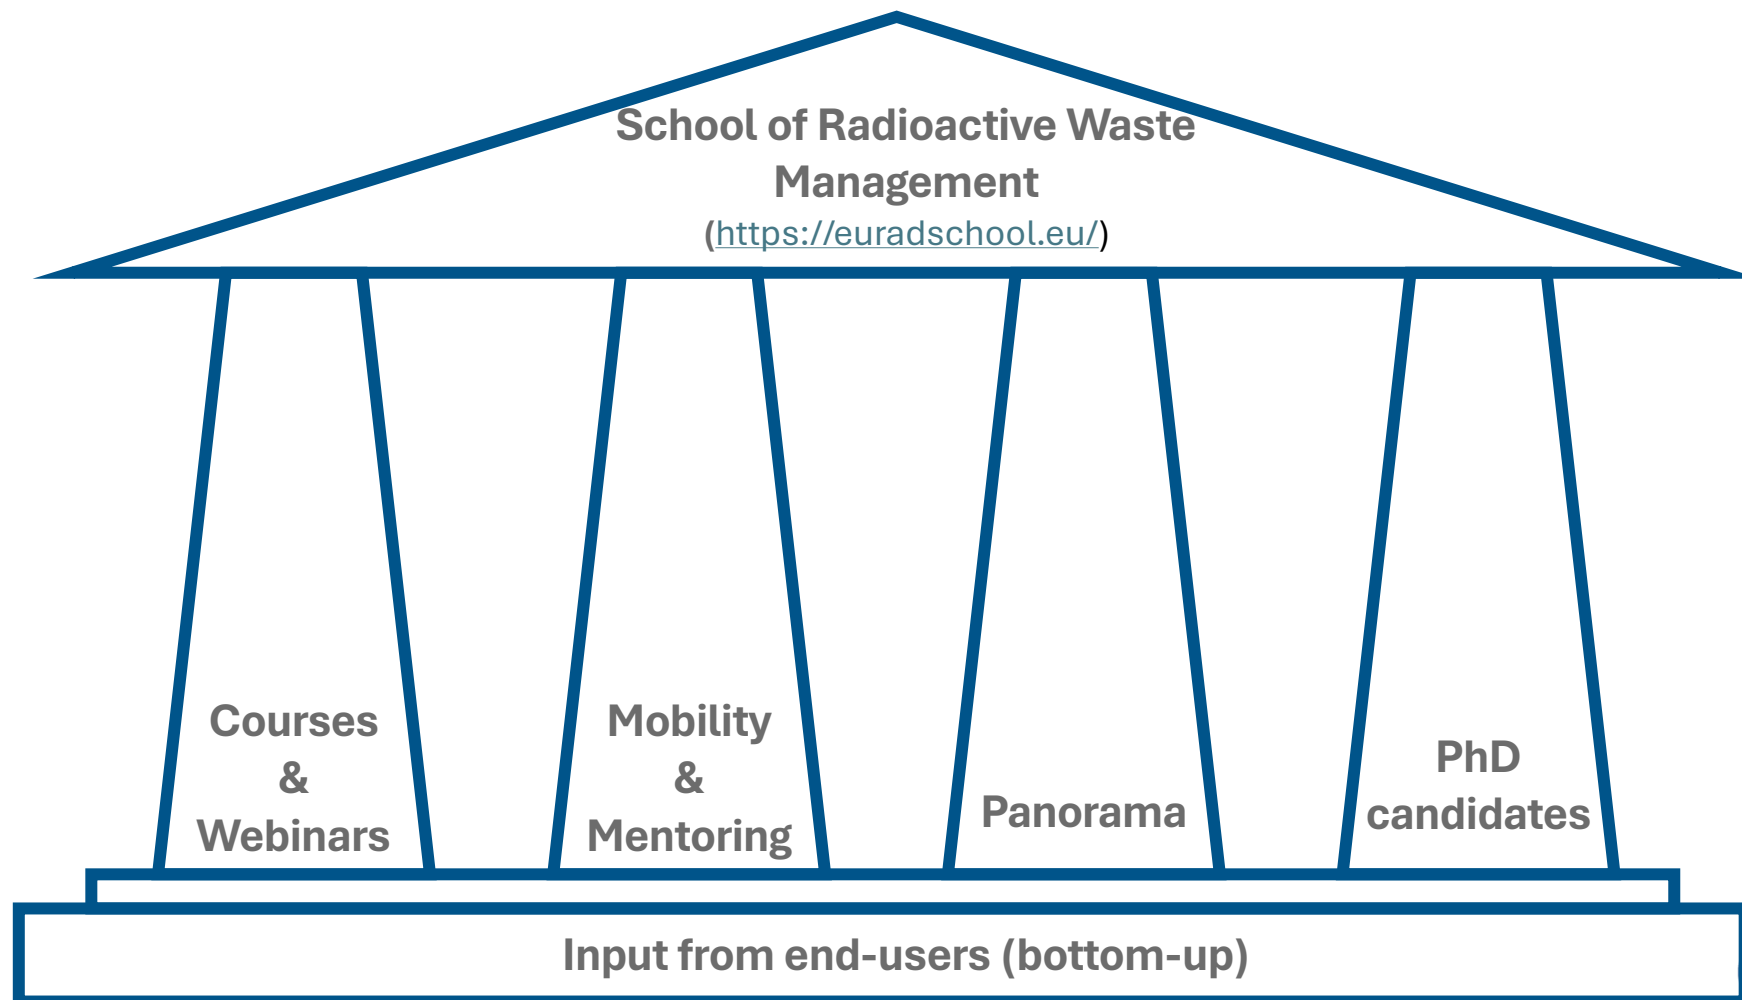 School of Radioactive Waste
Management
(https://euradschool.eu/)
Courses
&
Webinars
Mobility
&
Mentoring
Panorama
PhD
candidates
Input from end-users (bottom-up)